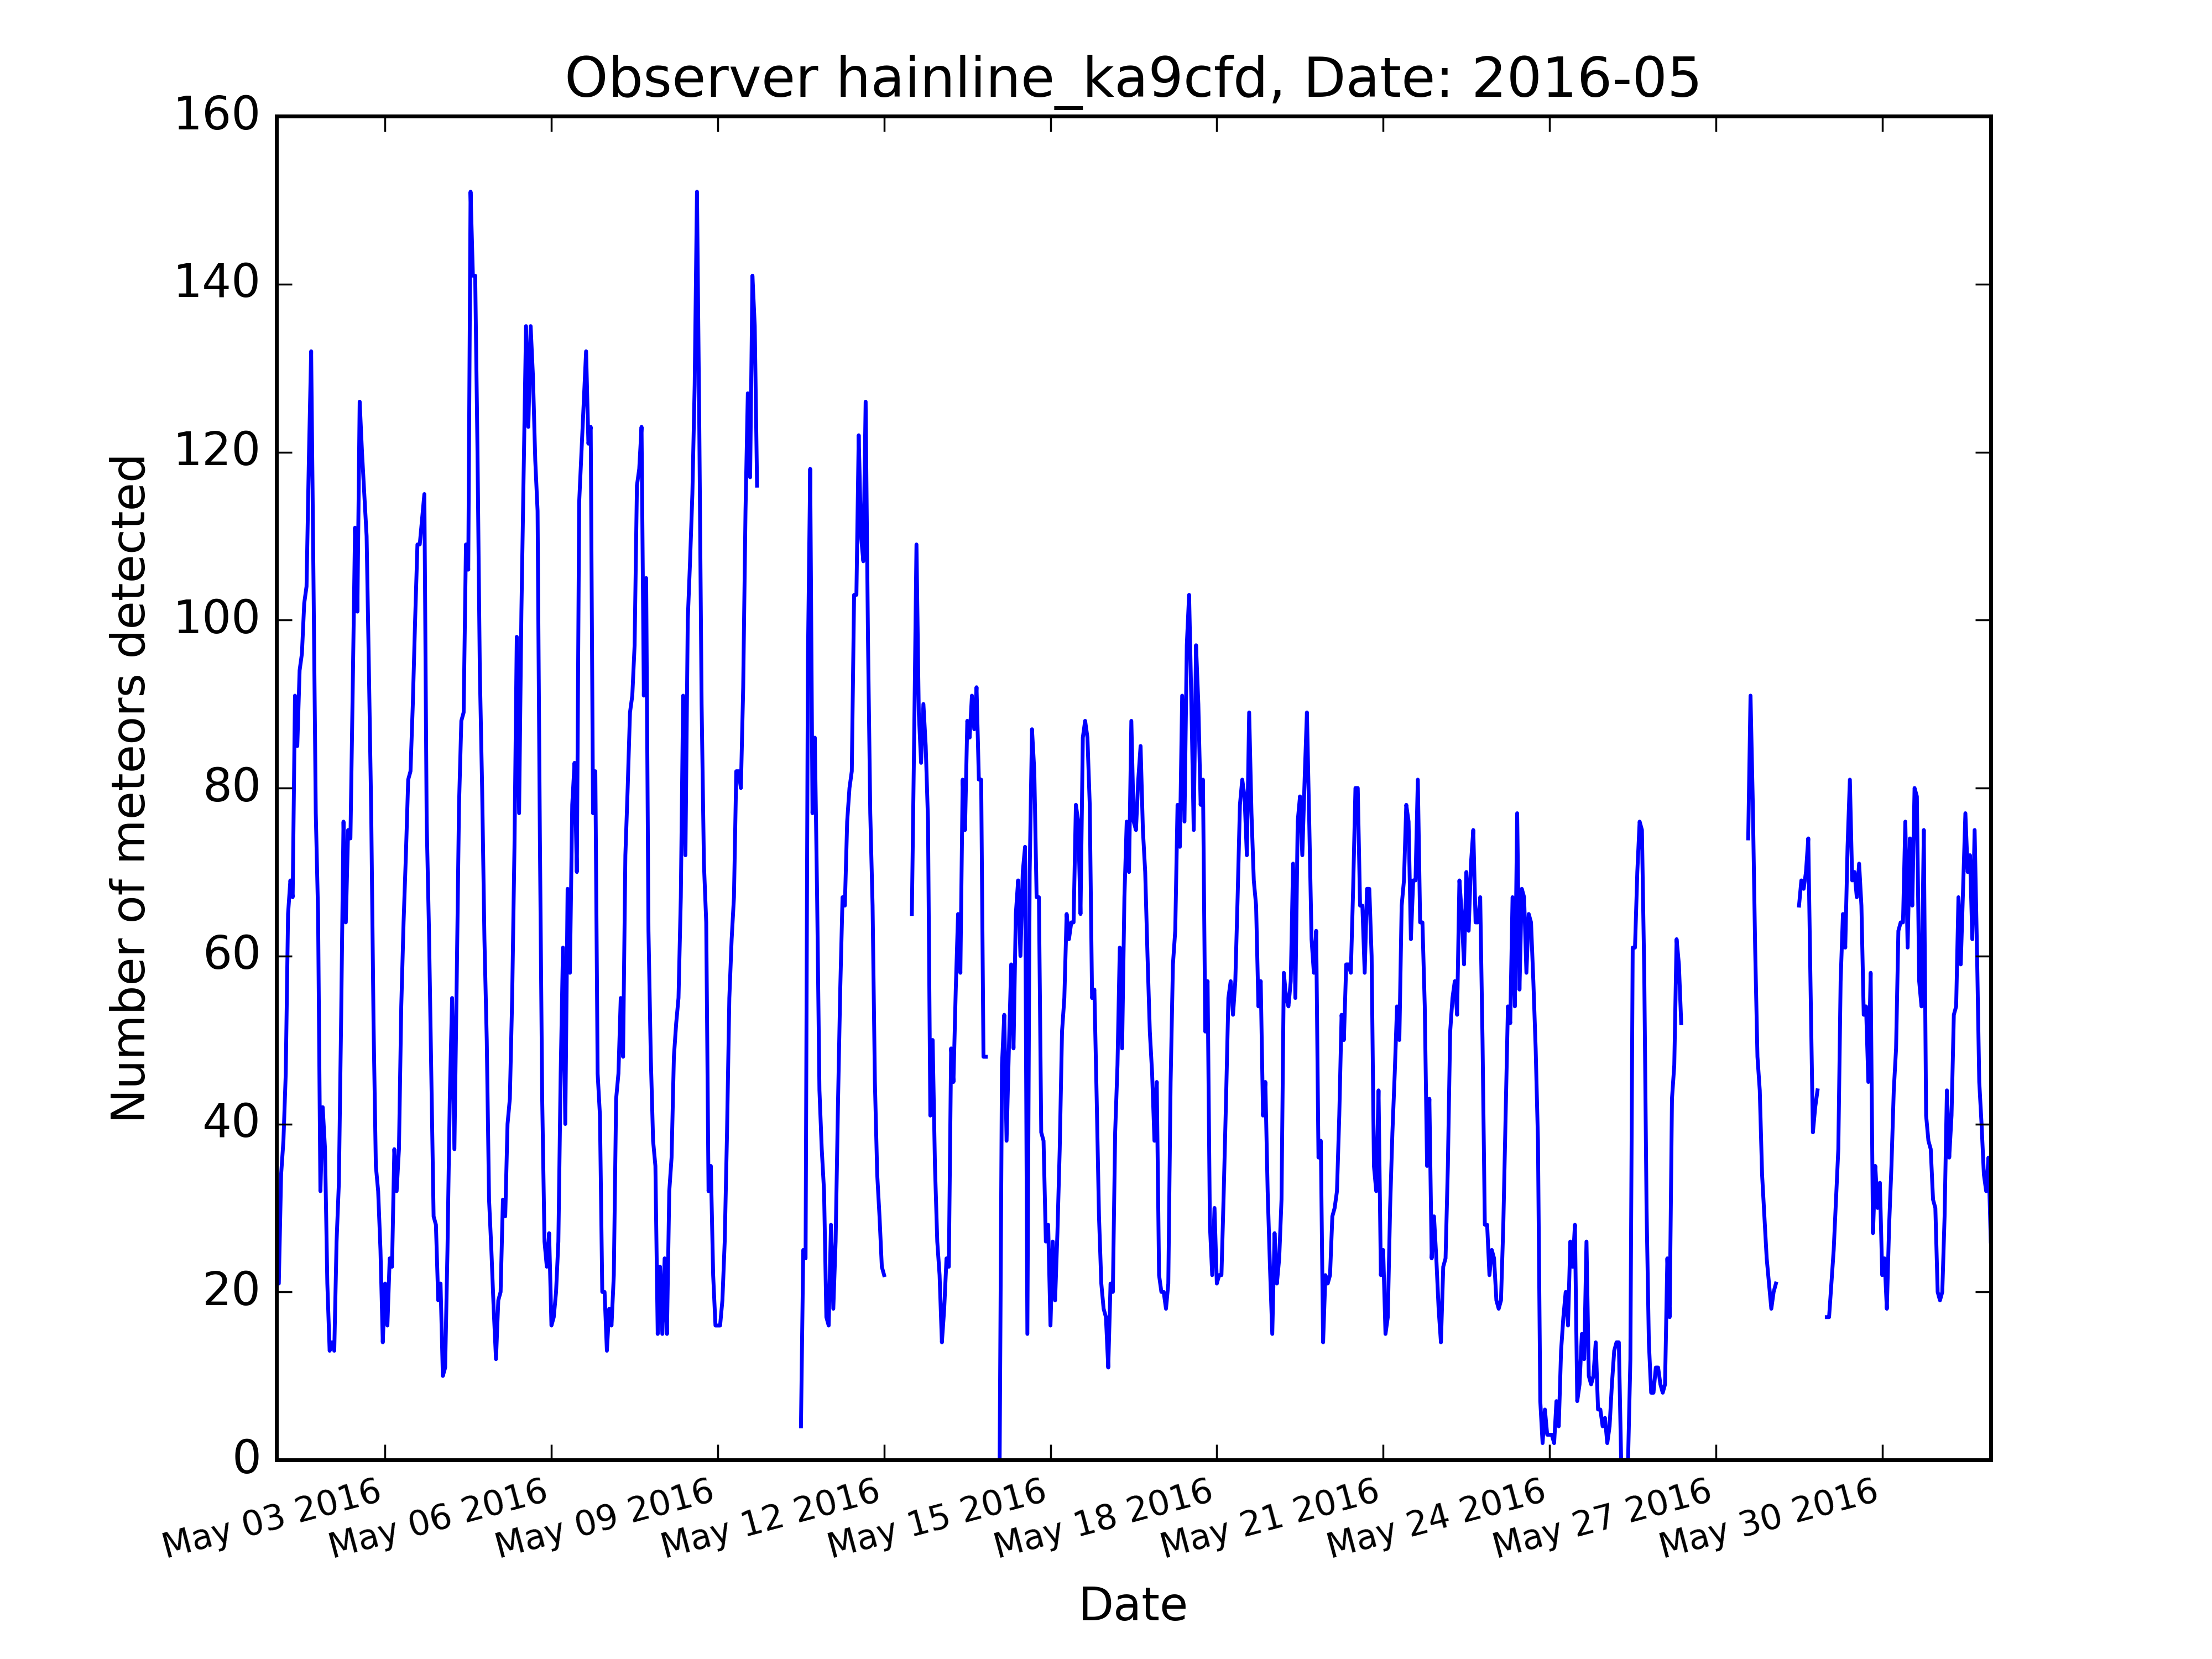 Observer hainline_ka9cfd, Date: 2016-05
Number of meteors detected
160
140
120
100
80
60
40
20
0
May 03 2016
May 06 2016
May 09 2016
May 12 2016
May 15 2016
May 18 2016
May 21 2016
May 24 2016
May 27 2016
May 30 2016
Date